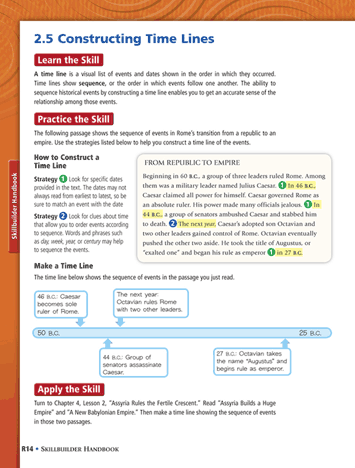 2.5 Constructing Time Lines
Learn the Skill
A time line is a visual list of events and dates shown in the order in which they occurred.
Time lines show sequence, or the order in which events follow one another. The ability to
sequence historical events by constructing a time line enables you to get an accurate sense of the
relationship among those events.
Practice the Skill
The following passage shows the sequence of events in Rome's transition from a republic to an
empire. Use the strategies listed below to help you construct a time line of the events.
How to Construct a
Time Line
Strategy 1 Look for specific dates
provided in the text. The dates may not
always read from earliest to latest, so be
sure to match an event with the date
Strategy 2 Look for clues about time
that allow you to order events according
to sequence. Words and phrases such
as day, week, year, or century may help
to sequence the events.
FROM REPUBLIC TO EMPIRE
Beginning in 60 B.C., a group of three leaders ruled Rome. Among
them was a military leader named Julius Caesar. 1 In 46 B.C.,
Caesar claimed all power for himself. Caesar governed Rome as
an absolute ruler. His power made many officials jealous. 1 In
44 B.C., a group of senators ambushed Caesar and stabbed him
to death. 2 The next year, Caesar's adopted son Octavian and
two other leaders gained control of Rome. Octavian eventually
pushed the other two aside. He took the title of Augustus, or
"exalted one" and began his rule as emperor 1 in 27 B.C.
Make a Time Line
The time line below shows the sequence of events in the passage you just read.
46 B.C.: Caesar
becomes sole
ruler of Rome.
The next year:
Octavian rules Rome
with two other leaders.
50 B.C.
25 B.C.
44 B.C.: Group of
senators assassinate
Caesar.
27 B.C.: Octavian takes
the name "Augustus" and
begins rule as emperor.
Apply the Skill
Turn to Chapter 4, Lesson 2, "Assyria Rules the Fertile Crescent." Read "Assyria Builds a Huge
Empire" and "A New Babylonian Empire." Then make a time line showing the sequence of events
in those two passages.
R14 • SKILLBUILDER HANDBOOK
Skillbuilder Handbook